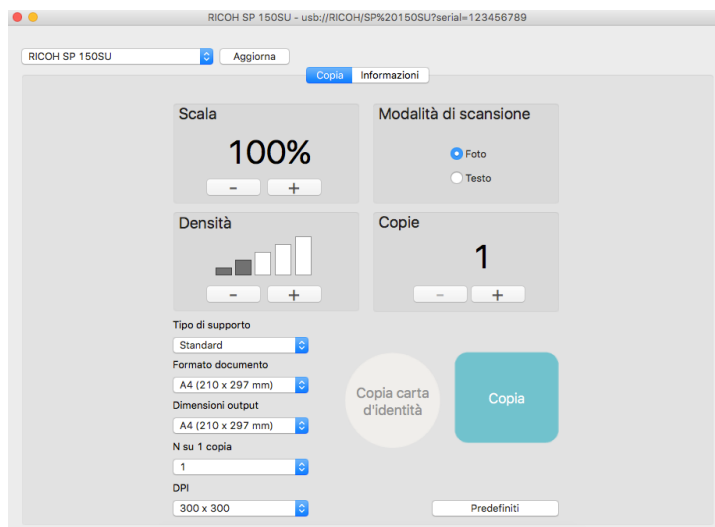 RICOH SP 150SU - usb://RICOH/SP%20150SU?serial=123456789
RICOH SP 150SU
Aggiorna
Copia
Informazioni
Scala
100%
- +
Modalità di scansione
Foto
Testo
Densità
- +
Copie
1
- +
Tipo di supporto
Standard
Formato documento
A4 (210 x 297 mm)
Dimensioni output
A4 (210 x 297 mm)
N su 1 copia
1
DPI
300 x 300
Copia carta
d'identità
Copia
Predefiniti